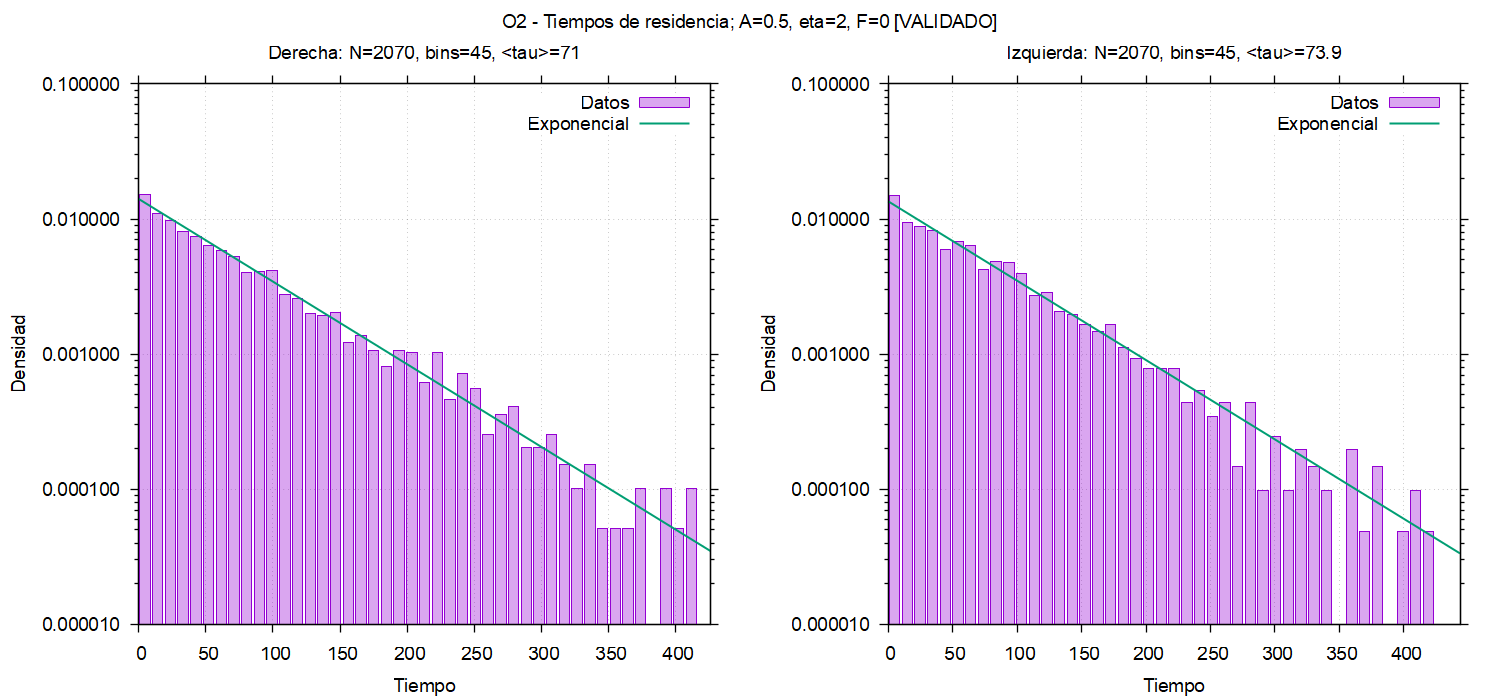 O2 - Tiempos de residencia; A=0.5, eta=2, F=0 [VALIDADO]
Derecha: N=2070, bins=45, <tau>=71
0.100000
0.010000
0.001000
0.000100
0.000010
Densidad
Datos
Exponencial
0 50 100 150 200 250 300 350 400
Tiempo
Izquierda: N=2070, bins=45, <tau>=73.9
0.100000
0.010000
0.001000
0.000100
0.000010
Densidad
Datos
Exponencial
0 50 100 150 200 250 300 350 400
Tiempo